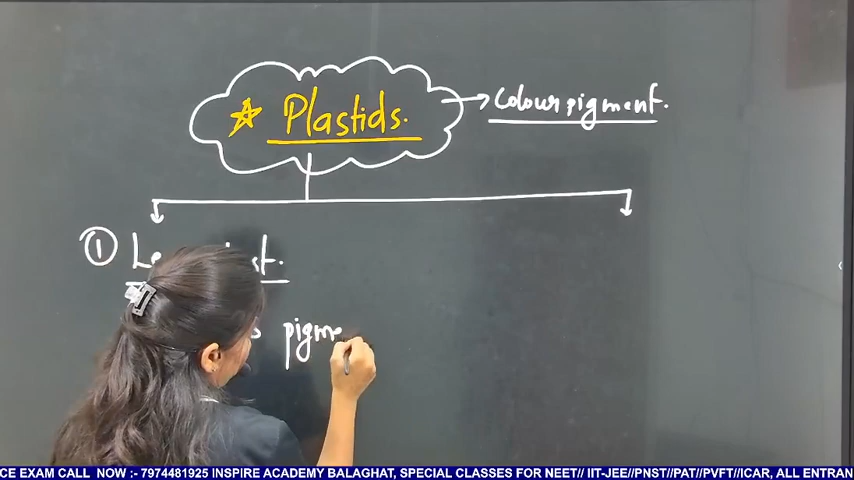 ☆ Plastids. → Colour pigment.
①
pigme
CE EXAM CALL NOW :- 7974481925 INSPIRE ACADEMY BALAGHAT, SPECIAL CLASSES FOR NEET// IIT-JEE//PNST//PAT//PVFT//ICAR, ALL ENTRAN